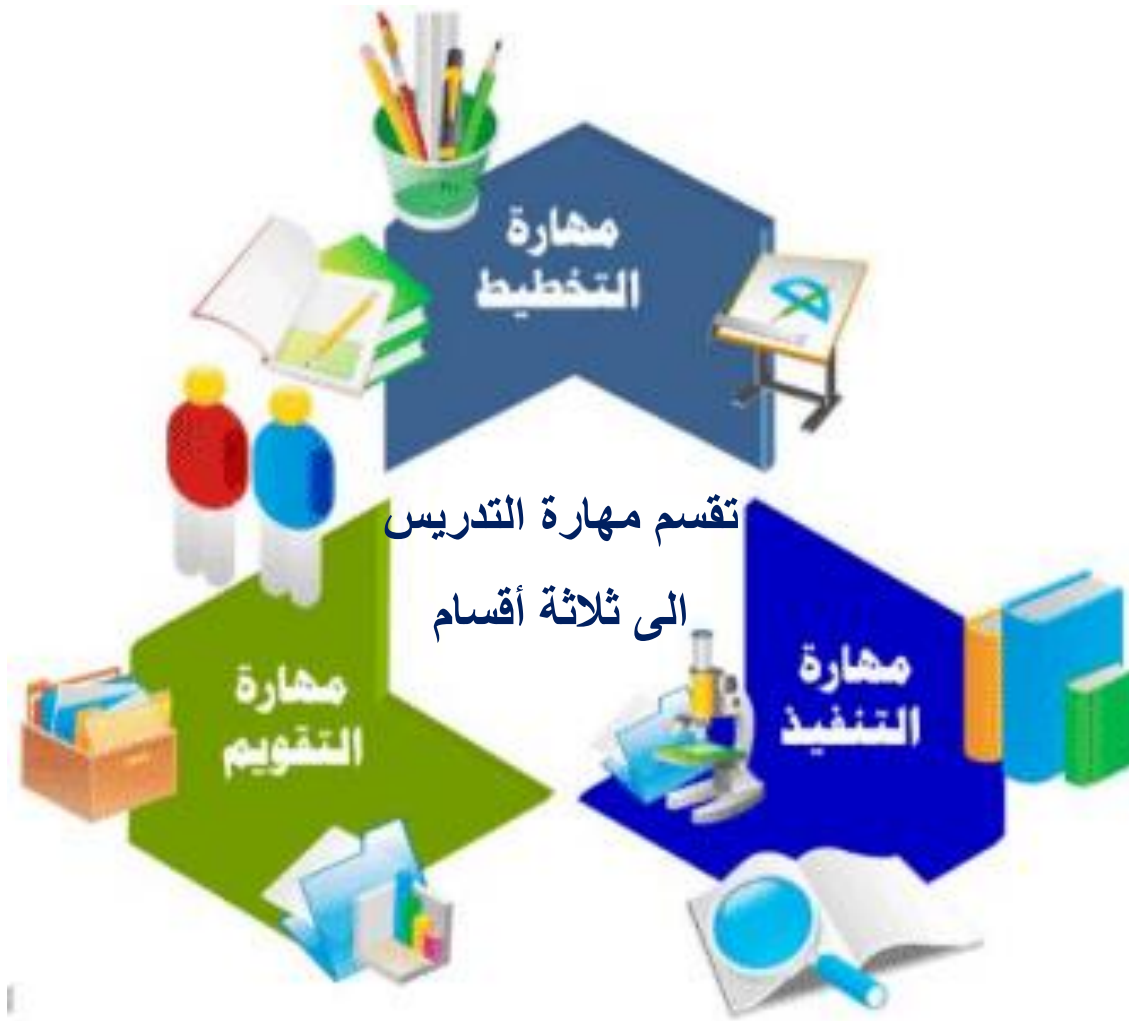 مهارة
التخطيط
تقسم مهارة التدريس
الى ثلاثة أقسام
مهارة
التنفيذ
مهارة
التقويم